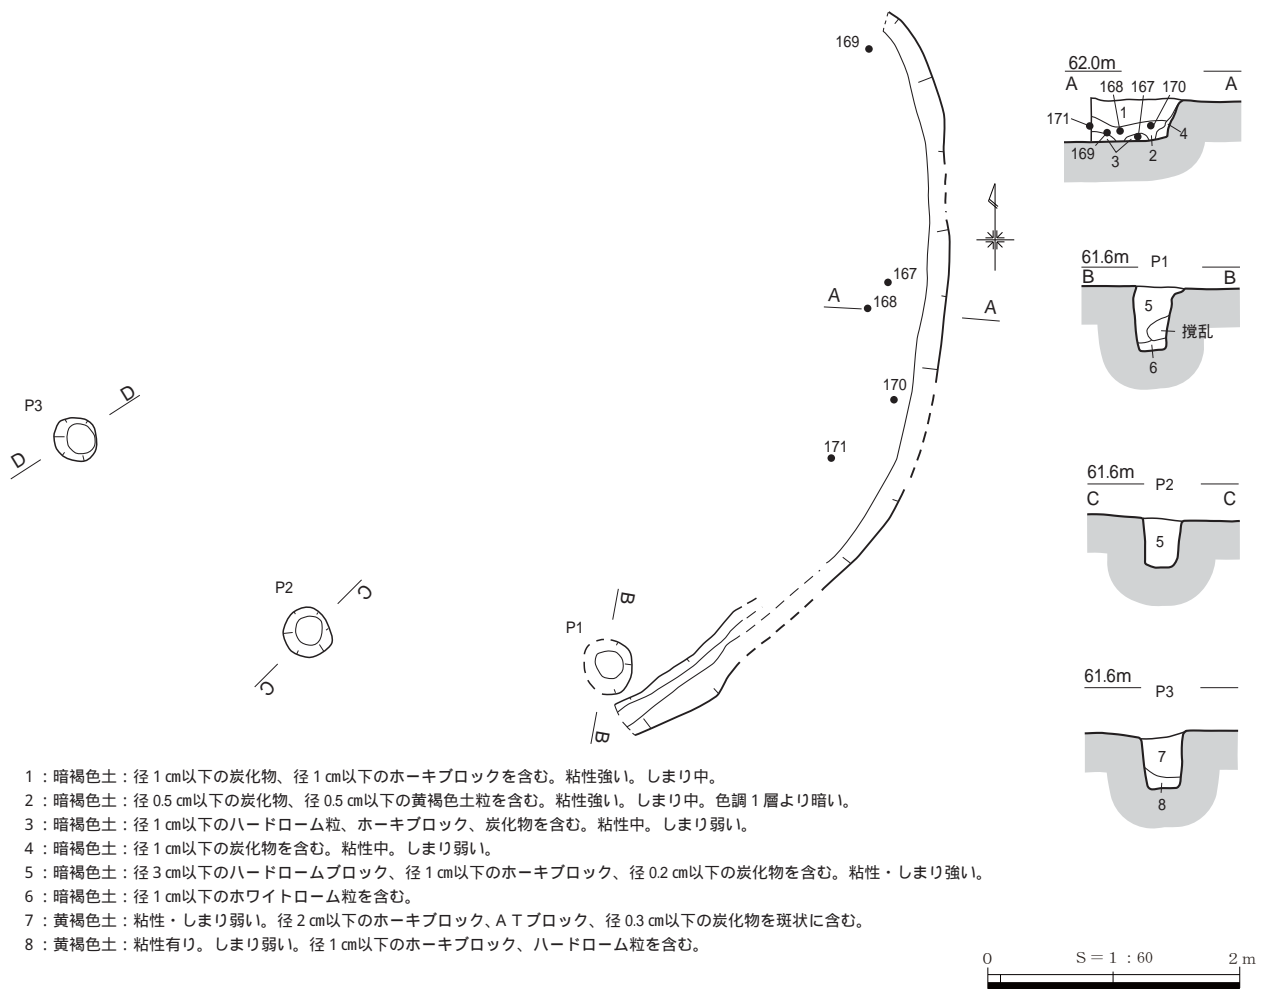 169
167
168
A
A
170
171
P3
D
D
P2
C
C
P1
B
B
62.0m
A
A
168
167
170
171
1
4
169
3
2
61.6m
P1
B
B
5
撹乱
6
61.6m
P2
C
C
5
61.6m
P3
7
8
1：暗褐色土：径1㎝以下の炭化物、径1㎝以下のホーキブロックを含む。粘性強い。しまり中。
2：暗褐色土：径0.5㎝以下の炭化物、径0.5㎝以下の黄褐色土粒を含む。粘性強い。しまり中。色調1層より暗い。
3：暗褐色土：径1㎝以下のハードローム粒、ホーキブロック、炭化物を含む。粘性中。しまり弱い。
4：暗褐色土：径1㎝以下の炭化物を含む。粘性中。しまり弱い。
5：暗褐色土：径3㎝以下のハードロームブロック、径1㎝以下のホーキブロック、径0.2㎝以下の炭化物を含む。粘性・しまり強い。
6：暗褐色土：径1㎝以下のホワイトローム粒を含む。
7：黄褐色土：粘性・しまり弱い。径2㎝以下のホーキブロック、ＡＴブロック、径0.3㎝以下の炭化物を斑状に含む。
8：黄褐色土：粘性有り。しまり弱い。径1㎝以下のホーキブロック、ハードローム粒を含む。
0 S＝1：60 2m